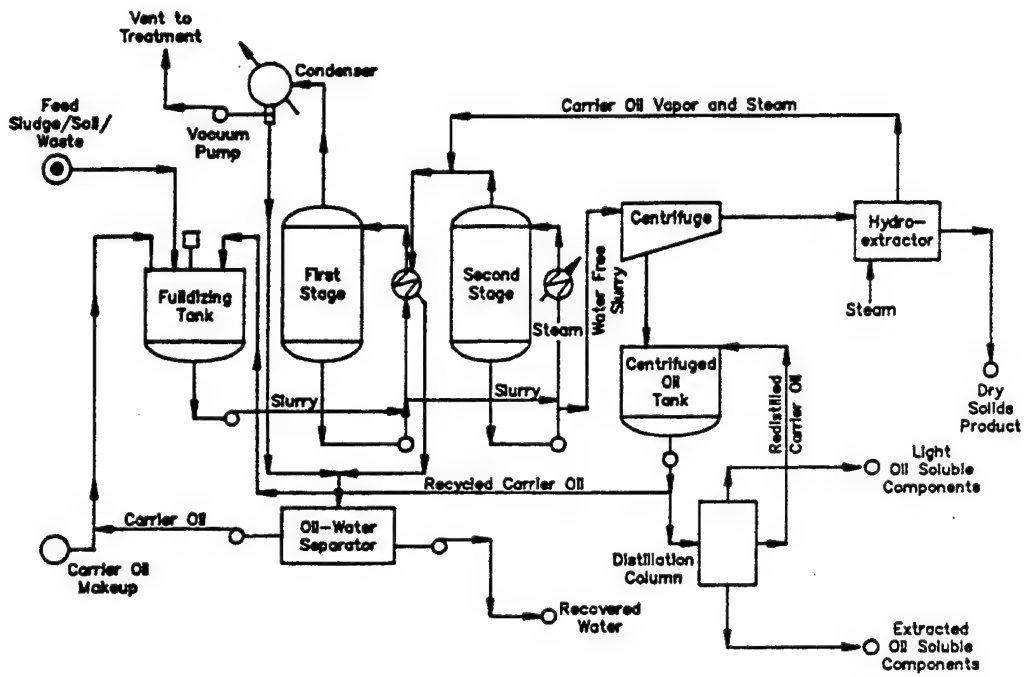 Vent to
Treatment
Condenser
Feed
Sludge/Soil/
Waste
Vacuum
Pump
Carrier Oil Vapor and Steam
Centrifuge
Hydro-
extractor
First
Stage
Second
Stage
Fuildizing
Tank
Water Free
Slurry
Steam
Steam
Centrifuged
Oil
Tank
Redistilled
Carrier Oil
Slurry
Slurry
Dry
Solids
Product
Light
Oil Soluble
Components
Recycled Carrier Oil
Carrier Oil
Oil-Water
Separator
Distillation
Column
Carrier Oil
Makeup
Recovered
Water
Extracted
Oil Soluble
Components